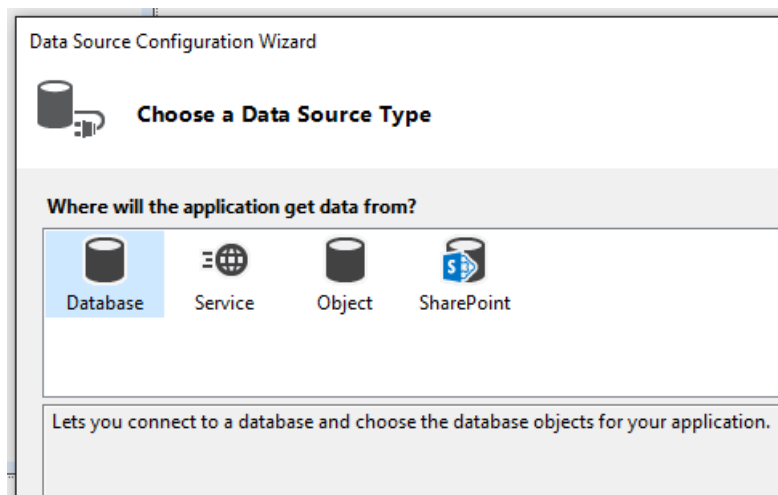 Data Source Configuration Wizard
Choose a Data Source Type
Where will the application get data from?
Database
Service
Object
SharePoint
Lets you connect to a database and choose the database objects for your application.